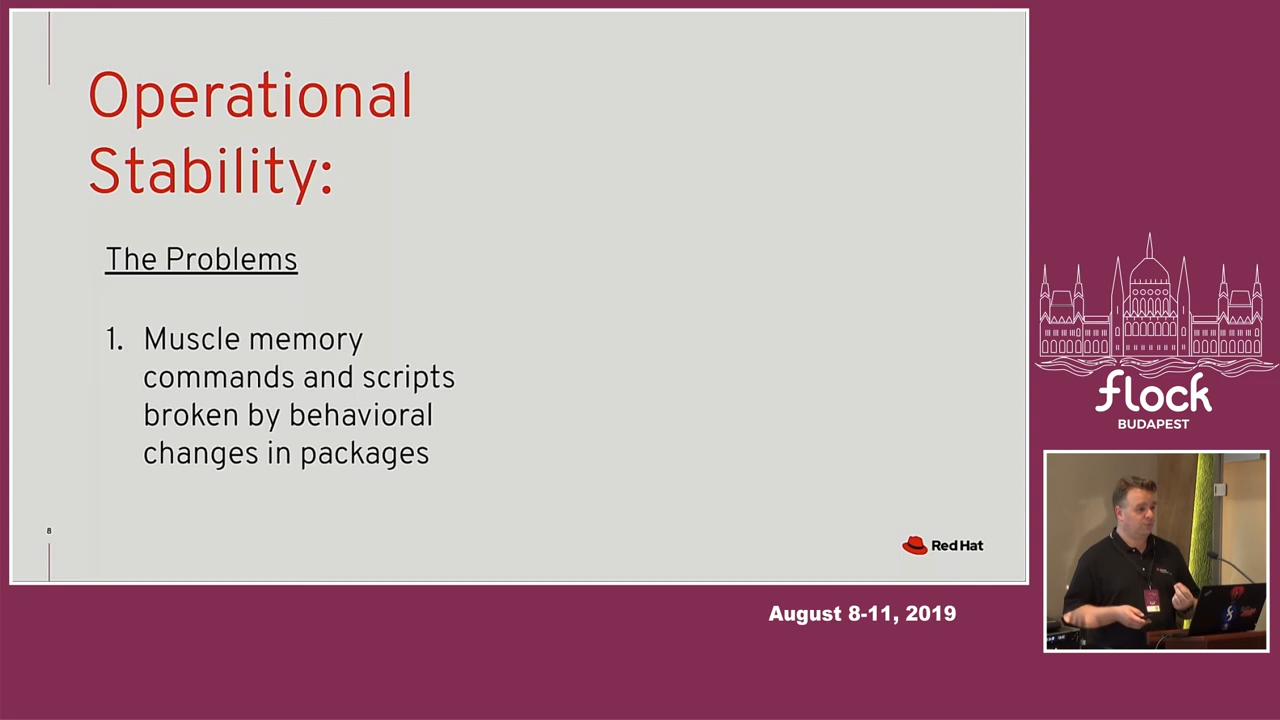 Operational
Stability:
The Problems
1. Muscle memory
commands and scripts
broken by behavioral
changes in packages
8
Red Hat
flock
BUDAPEST
August 8-11, 2019